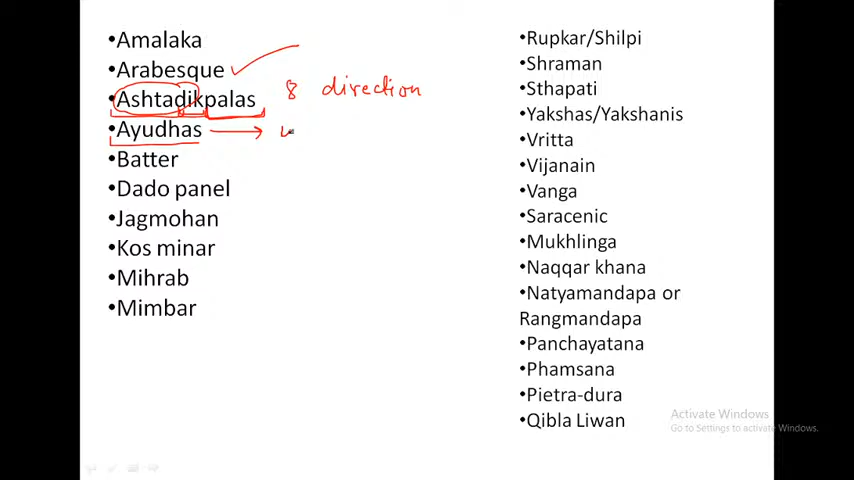 •Amalaka
•Arabesque
•Ashtadikpalas 8 direction
•Ayudhas
•Batter
•Dado panel
•Jagmohan
•Kos minar
•Mihrab
•Mimbar
•Rupkar/Shilpi
•Shraman
•Sthapati
•Yakshas/Yakshanis
•Vritta
•Vijanain
•Vanga
•Saracenic
•Mukhlinga
•Naqqar khana
•Natyamandapa or
Rangmandapa
•Panchayatana
•Phamsana
•Pietra-dura
•Qibla Liwan
Activate Windows
Go to Settings to activate Windows.